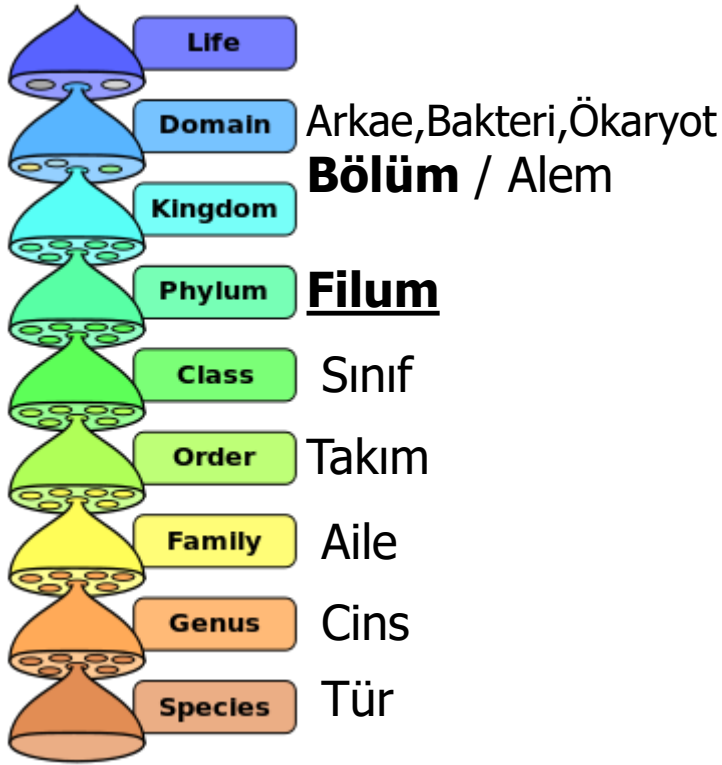 Life
Domain Arkae,Bakteri,Ökaryot
Bölüm / Alem
Kingdom
Phylum Filum
Class Sınıf
Order Takım
Family Aile
Genus Cins
Species Tür